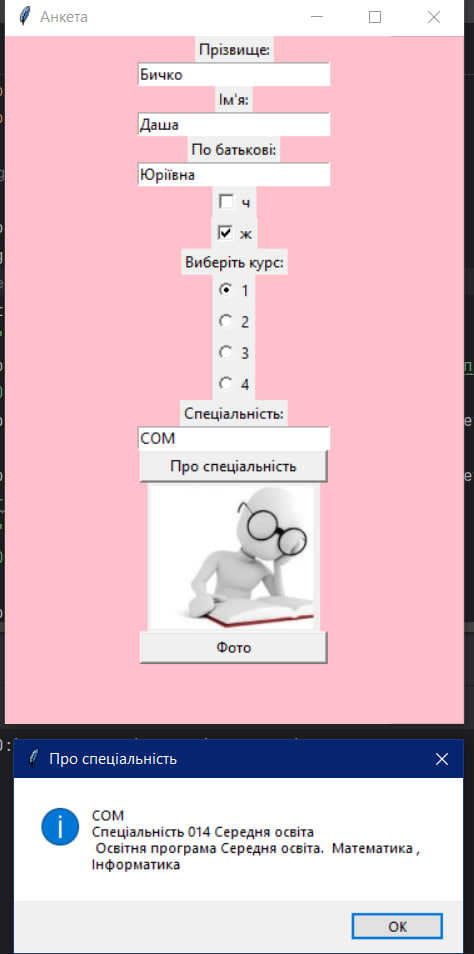 Анкета
Прізвище:
Бичко
Ім'я:
Даша
По батькові:
Юріївна
ч
ж
Виберіть курс:
1
2
3
4
Спеціальність:
СОМ
Про спеціальність
Фото
Про спеціальність
СОМ
Спеціальність 014 Середня освіта
Освітня програма Середня освіта.  Математика ,
Інформатика
ОК